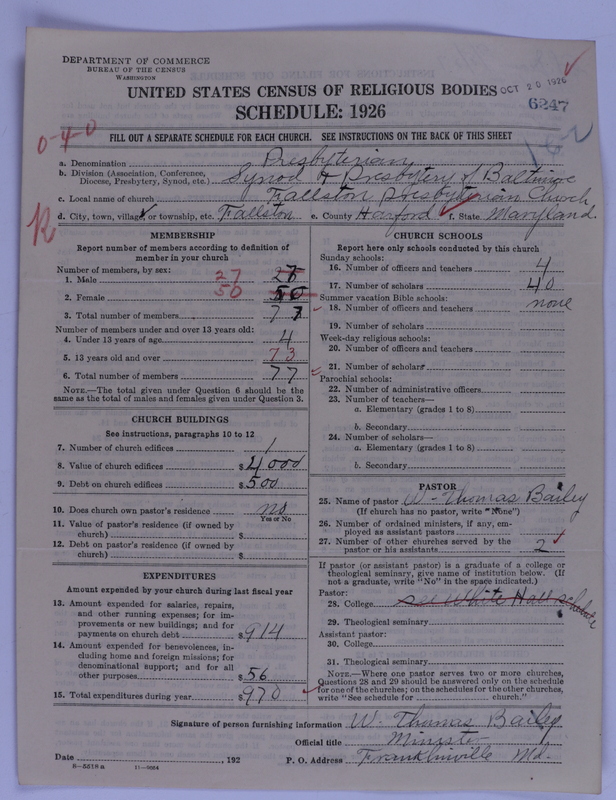 DEPARTMENT OF COMMERCE
BUREAU OF THE CENSUS
WASHINGTON
UNITED STATES CENSUS OF RELIGIOUS BODIES
OCT 20 1926
SCHEDULE: 1926
6247
0-4-0
FILL OUT A SEPARATE SCHEDULE FOR EACH CHURCH. SEE INSTRUCTIONS ON THE BACK OF THIS SHEET
a. Denomination Presbyterian
b. Division (Association, Conference, Diocese, Presbytery, Synod, etc.) Synod & Presbytery of Baltimore
c. Local name of church Fallston Presbyterian Church
d. City, town, village, or township, etc. Fallston e. County Harford f. State Maryland.
MEMBERSHIP
Report number of members according to definition of
member in your church
Number of members, by sex:
1. Male 27
2. Female 50
3. Total number of members 77
Number of members under and over 13 years old:
4. Under 13 years of age 4
5. 13 years old and over 73
6. Total number of members 77
NOTE.—The total given under Question 6 should be the
same as the total of males and females given under Question 3.
CHURCH BUILDINGS
See instructions, paragraphs 10 to 12
7. Number of church edifices 1
8. Value of church edifices $4000
9. Debt on church edifices $500
10. Does church own pastor's residence no
Yes or No
11. Value of pastor's residence (if owned by
church) $
12. Debt on pastor's residence (if owned by
church) $
EXPENDITURES
Amount expended by your church during last fiscal year
13. Amount expended for salaries, repairs,
and other running expenses; for im-
provements or new buildings; and for
payments on church debt $914
14. Amount expended for benevolences, in-
cluding home and foreign missions; for
denominational support; and for all
other purposes $56
15. Total expenditures during year $970
CHURCH SCHOOLS
Report here only schools conducted by this church
Sunday schools:
16. Number of officers and teachers 4
17. Number of scholars 40
Summer vacation Bible schools:
18. Number of officers and teachers none
19. Number of scholars
Week-day religious schools:
20. Number of officers and teachers
21. Number of scholars
Parochial schools:
22. Number of administrative officers
23. Number of teachers—
a. Elementary (grades 1 to 8)
b. Secondary
24. Number of scholars—
a. Elementary (grades 1 to 8)
b. Secondary
PASTOR
25. Name of pastor W. Thomas Bailey
(If church has no pastor, write "None")
26. Number of ordained ministers, if any, em-
ployed as assistant pastors
27. Number of other churches served by the
pastor or his assistants 2
If pastor (or assistant pastor) is a graduate of a college or
theological seminary, give name of institution below. (If
not a graduate, write "No" in the space indicated.)
Pastor:
28. College see White Hall schedule
29. Theological seminary
Assistant pastor:
30. College
31. Theological seminary
NOTE.—Where one pastor serves two or more churches,
Questions 28 and 29 should be answered only on the schedule
for one of the churches; on the schedules for the other churches,
write "See schedule for church."
Signature of person furnishing information W. Thomas Bailey
Official title Minister
Date , 192 P. O. Address Franklinville Md.
8—5518 a 11—9064